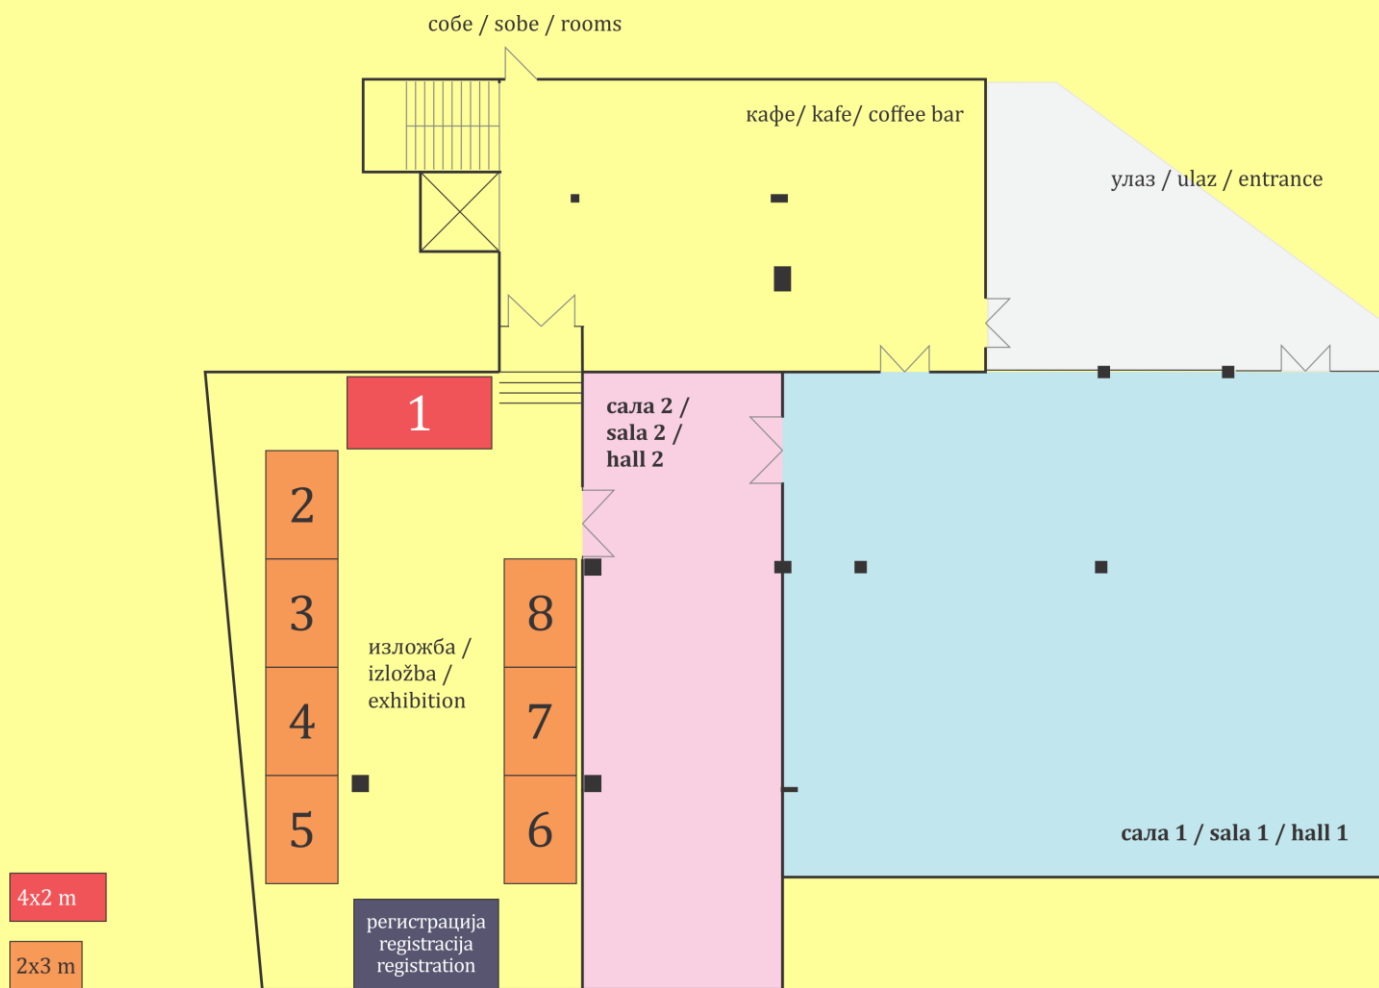 собе / sobe / rooms
кафе/ kafe/ coffee bar
улаз / ulaz / entrance
1
сала 2 /
sala 2 /
hall 2
2
3
8
изложба /
izložba /
exhibition
4
7
5
6
сала 1 / sala 1 / hall 1
4x2 m
регистрација
registracija
registration
2x3 m